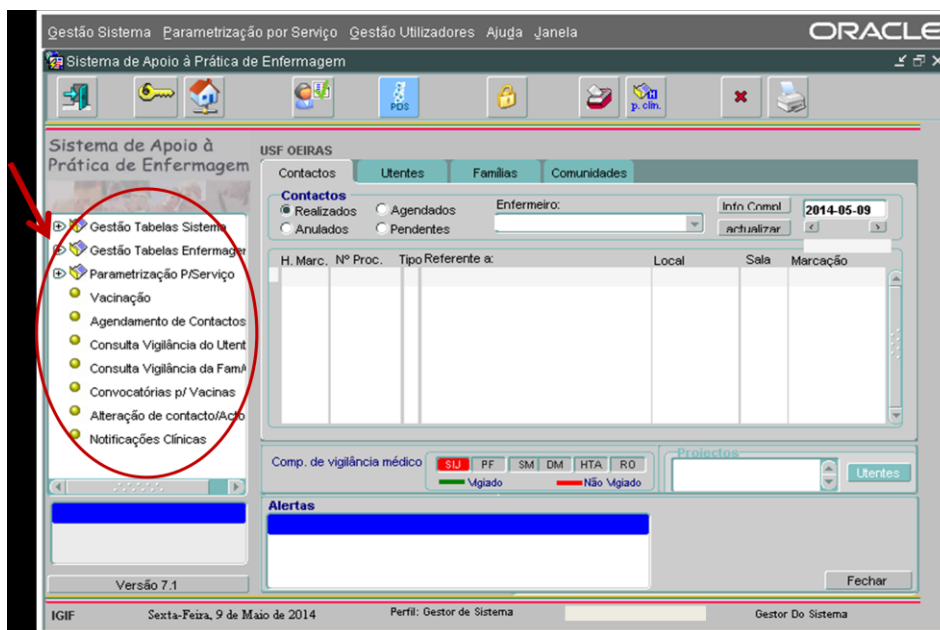 Gestão Sistema Parametrização por Serviço Gestão Utilizadores Ajuda Janela
ORACLE
Sistema de Apoio à Prática de Enfermagem
PDS
p. clin.
Sistema de Apoio à
Prática de Enfermagem
USF OEIRAS
Contactos Utentes Famílias Comunidades
Contactos
Realizados Agendados Enfermeiro: Info Compl 2014-05-09
Anulados Pendentes actualizar < >
Gestão Tabelas Sistema
Gestão Tabelas Enfermager
Parametrização P/Serviço
Vacinação
Agendamento de Contactos
Consulta Vigilância do Utent
Consulta Vigilância da Fam/
Convocatórias p/ Vacinas
Alteração de contacto/Acto
Notificações Clínicas
H. Marc. Nº Proc. Tipo Referente a: Local Sala Marcação
Comp. de vigilância médico SIJ PF SM DM HTA RO
Vigiado Não Vigiado
Projectos
Utentes
Alertas
Versão 7.1
Fechar
IGIF Sexta-Feira, 9 de Maio de 2014 Perfil: Gestor de Sistema Gestor Do Sistema